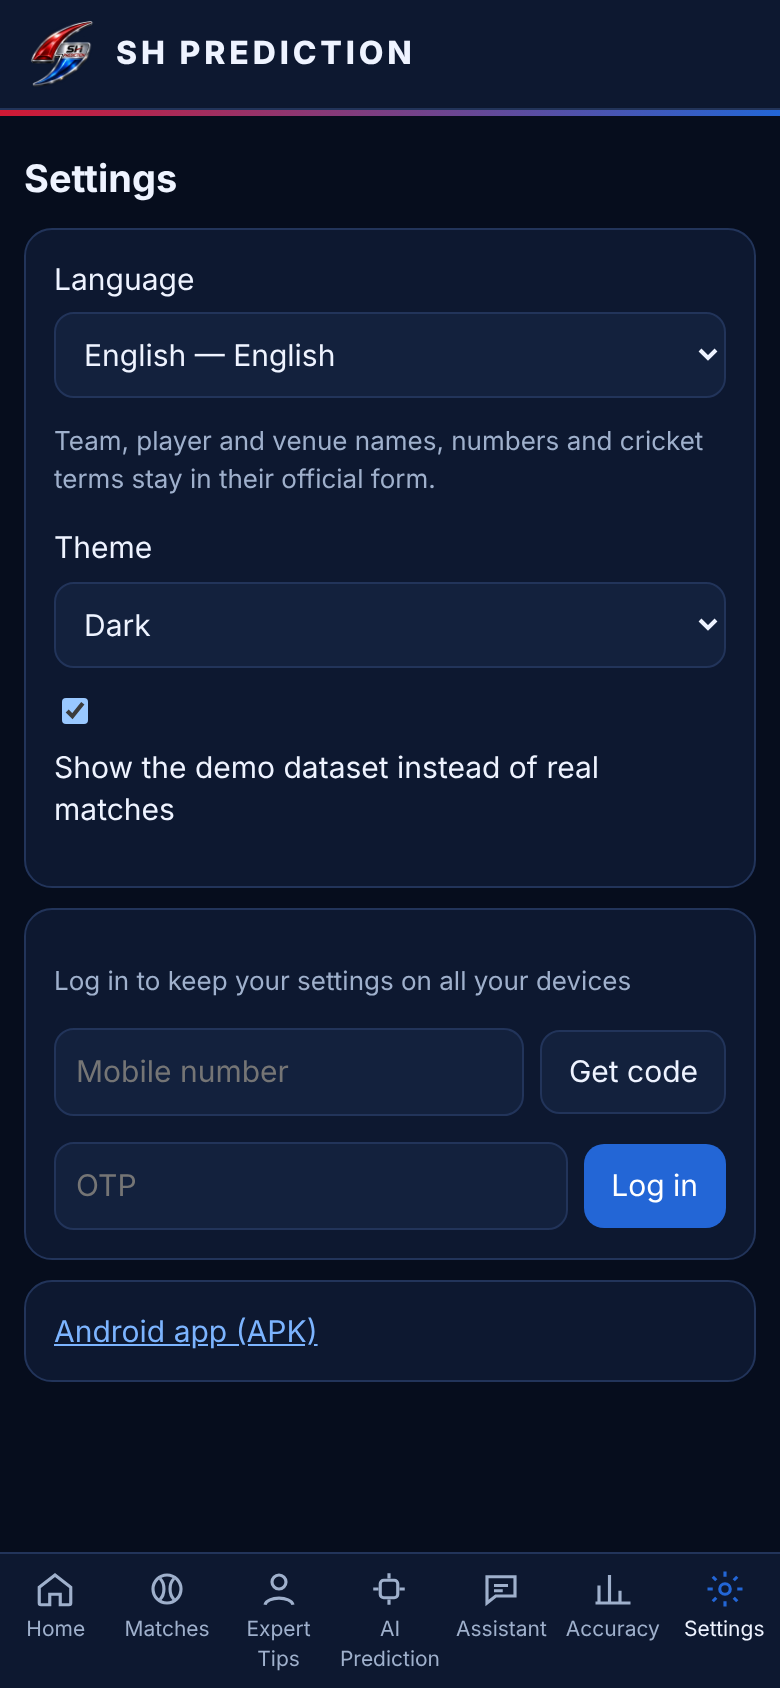 SH
SH PREDICTION
Settings
Language
English — English
Team, player and venue names, numbers and cricket
terms stay in their official form.
Theme
Dark
Show the demo dataset instead of real
matches
Log in to keep your settings on all your devices
Mobile number
Get code
OTP
Log in
Android app (APK)
Home
Matches
Expert
Tips
AI
Prediction
Assistant
Accuracy
Settings